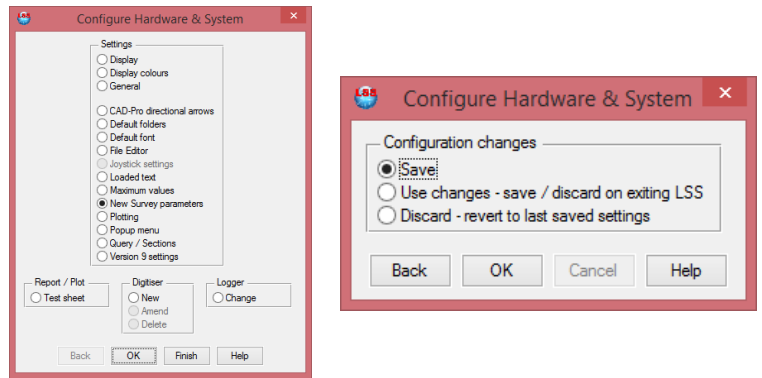 Configure Hardware & System
Settings
Display
Display colours
General
CAD-Pro directional arrows
Default folders
Default font
File Editor
Joystick settings
Loaded text
Maximum values
New Survey parameters
Plotting
Popup menu
Query / Sections
Version 9 settings
Report / Plot
Test sheet
Digitiser
New
Amend
Delete
Logger
Change
Back OK Finish Help
LSS
Configure Hardware & System
Configuration changes
Save
Use changes - save / discard on exiting LSS
Discard - revert to last saved settings
Back OK Cancel Help